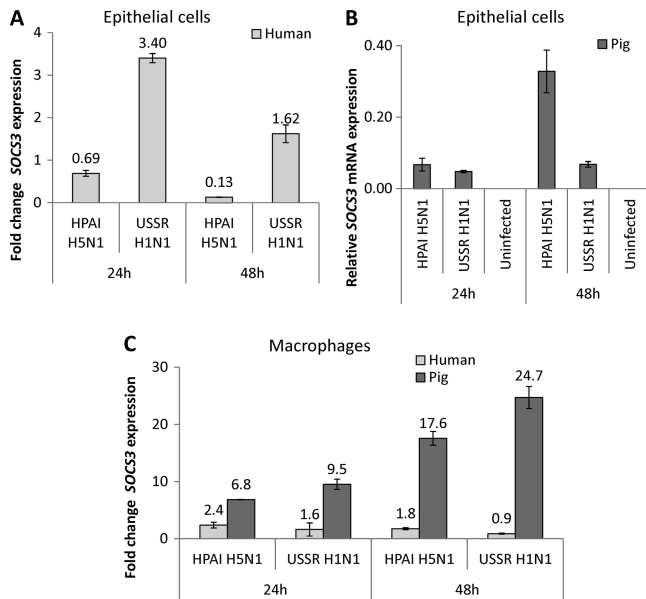 A
Epithelial cells
Human
Fold change SOCS3 expression
4
3
2
1
0
0.69
3.40
0.13
1.62
HPAI H5N1
USSR H1N1
HPAI H5N1
USSR H1N1
24h
48h
B
Epithelial cells
Pig
Relative SOCS3 mRNA expression
0.40
0.20
0.00
HPAI H5N1
USSR H1N1
Uninfected
HPAI H5N1
USSR H1N1
Uninfected
24h
48h
C
Macrophages
Human
Pig
Fold change SOCS3 expression
30
20
10
0
2.4
6.8
1.6
9.5
1.8
17.6
0.9
24.7
HPAI H5N1
USSR H1N1
HPAI H5N1
USSR H1N1
24h
48h